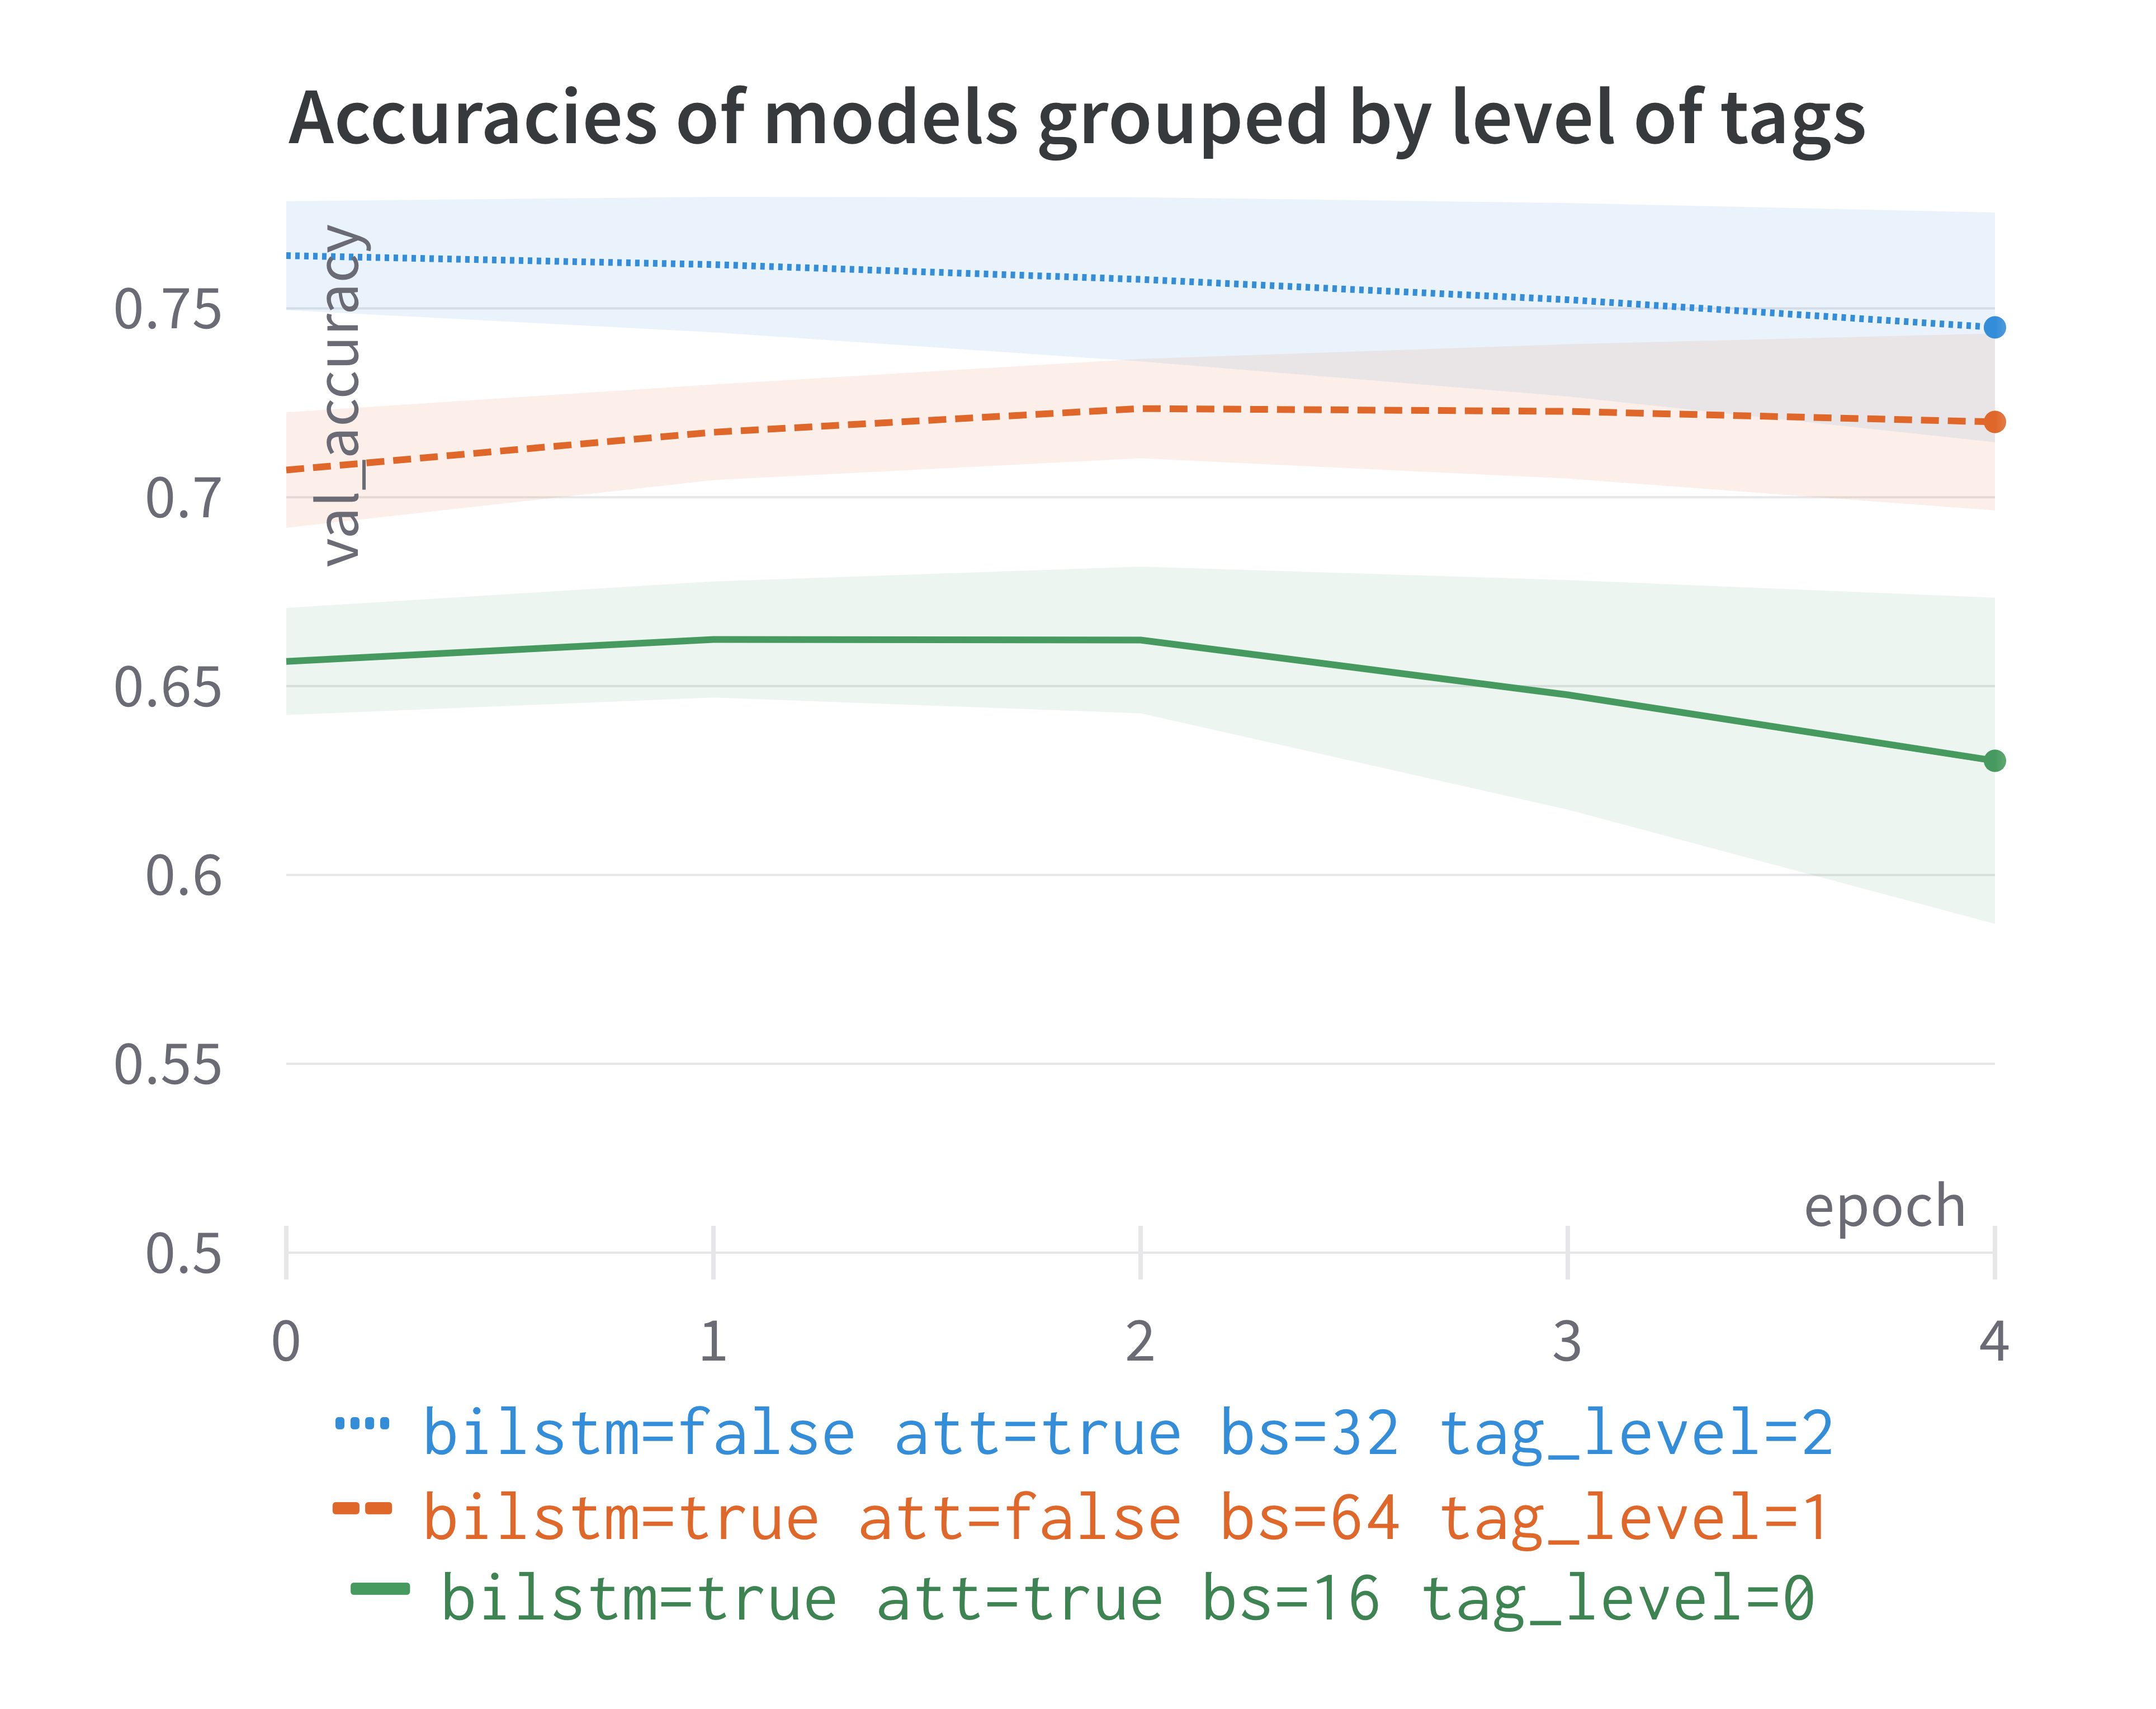 Accuracies of models grouped by level of tags
val_accuracy
0.75
0.7
0.65
0.6
0.55
0.5
epoch
0 1 2 3 4
bilstm=false att=true bs=32 tag_level=2
bilstm=true att=false bs=64 tag_level=1
bilstm=true att=true bs=16 tag_level=0